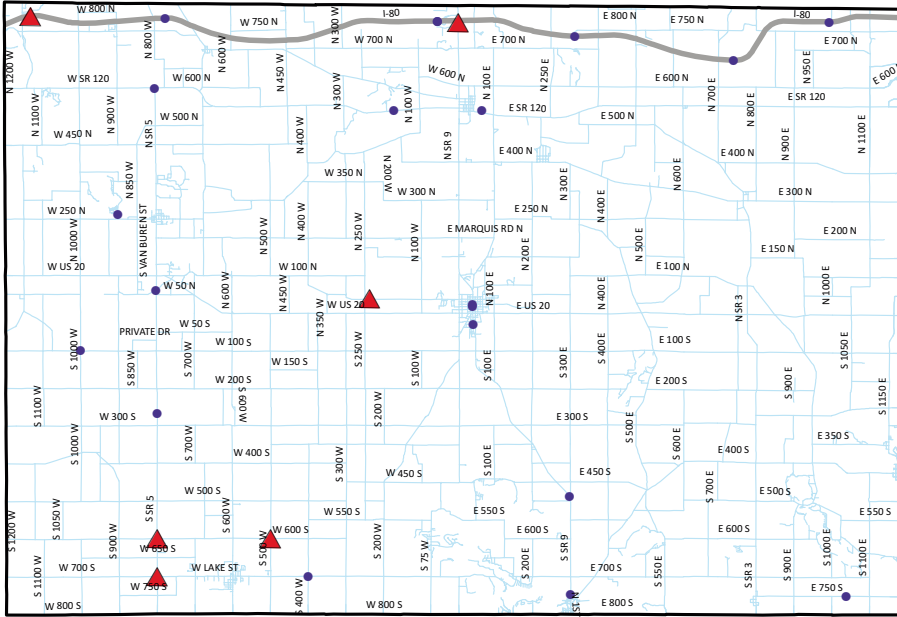 W 800 N
I-80
W 750 N
N 300 W
E 800 N
E 750 N
I-80
N 1200 W
N 800 W
N 600 W
W 700 N
E 700 N
E 700 N
W SR 120
W 600 N
N 450 W
W 600 N
N 100 E
N 250 E
E 600 N
N 700 E
N 950 E
E 600
N 1100 W
N 900 W
N 300 W
N 100 W
E SR 120
N 800 E
E SR 120
W 500 N
E 500 N
W 450 N
N SR 5
N 400 W
N SR 9
E 400 N
E 400 N
N 900 E
N 1100 E
W 350 N
N 200 W
N 850 W
N 300 E
N 600 E
W 300 N
E 300 N
N 400 E
W 250 N
S VAN BUREN ST
N 1000 W
N 500 W
N 400 W
N 250 W
N 100 W
E 250 N
E MARQUIS RD N
N 200 E
N 500 E
E 200 N
E 150 N
W US 20
W 100 N
E 100 N
N 1000 E
W 50 N
N 600 W
N 450 W
N 350 W
W US 20
N 100 E
E US 20
N 400 E
N SR 3
W 50 S
PRIVATE DR
W 100 S
S 1000 W
S 850 W
S 700 W
S 250 W
S 100 W
S 100 E
S 300 E
S 400 E
E 100 S
S 1050 E
W 150 S
W 200 S
E 200 S
S 900 E
S 1150 E
S 1100 W
S 600 W
S 200 W
W 300 S
E 300 S
S 500 E
S 1000 W
S 700 W
W 400 S
S 300 W
S 100 E
S 600 E
E 400 S
E 350 S
W 450 S
E 450 S
S 700 E
W 500 S
E 500 S
S 1200 W
S 1050 W
S SR 5
S 600 W
W 550 S
E 550 S
E 550 S
S 900 W
W 600 S
S 500 W
S 200 W
S 75 W
E 600 S
S SR 9
E 600 S
S 1000 E
S 1100 E
W 650 S
W 700 S
W LAKE ST
S 200 E
E 700 S
S 550 E
S SR 3
S 900 E
S 1100 W
W 750 S
S 400 W
E 750 S
W 800 S
W 800 S
N 1S
E 800 S